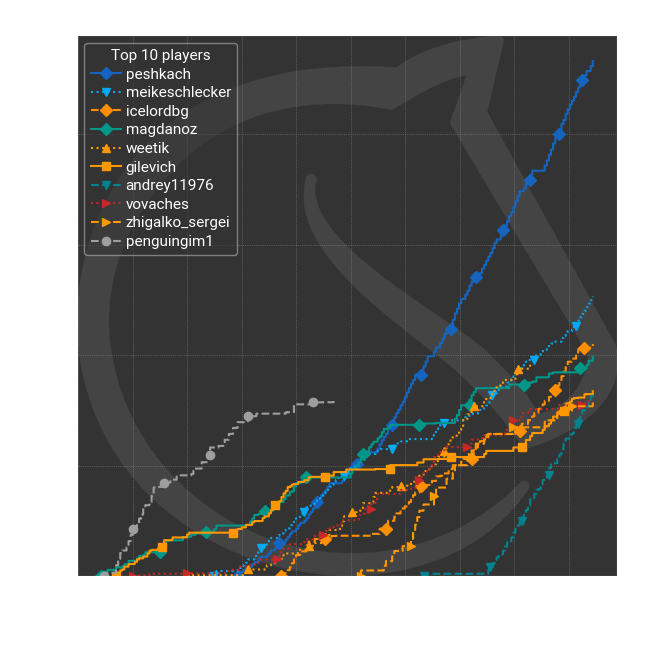 Top 10 players
peshkach
meikeschlecker
icelordbg
magdanoz
weetik
gilevich
andrey11976
vovaches
zhigalko_sergei
penguingim1